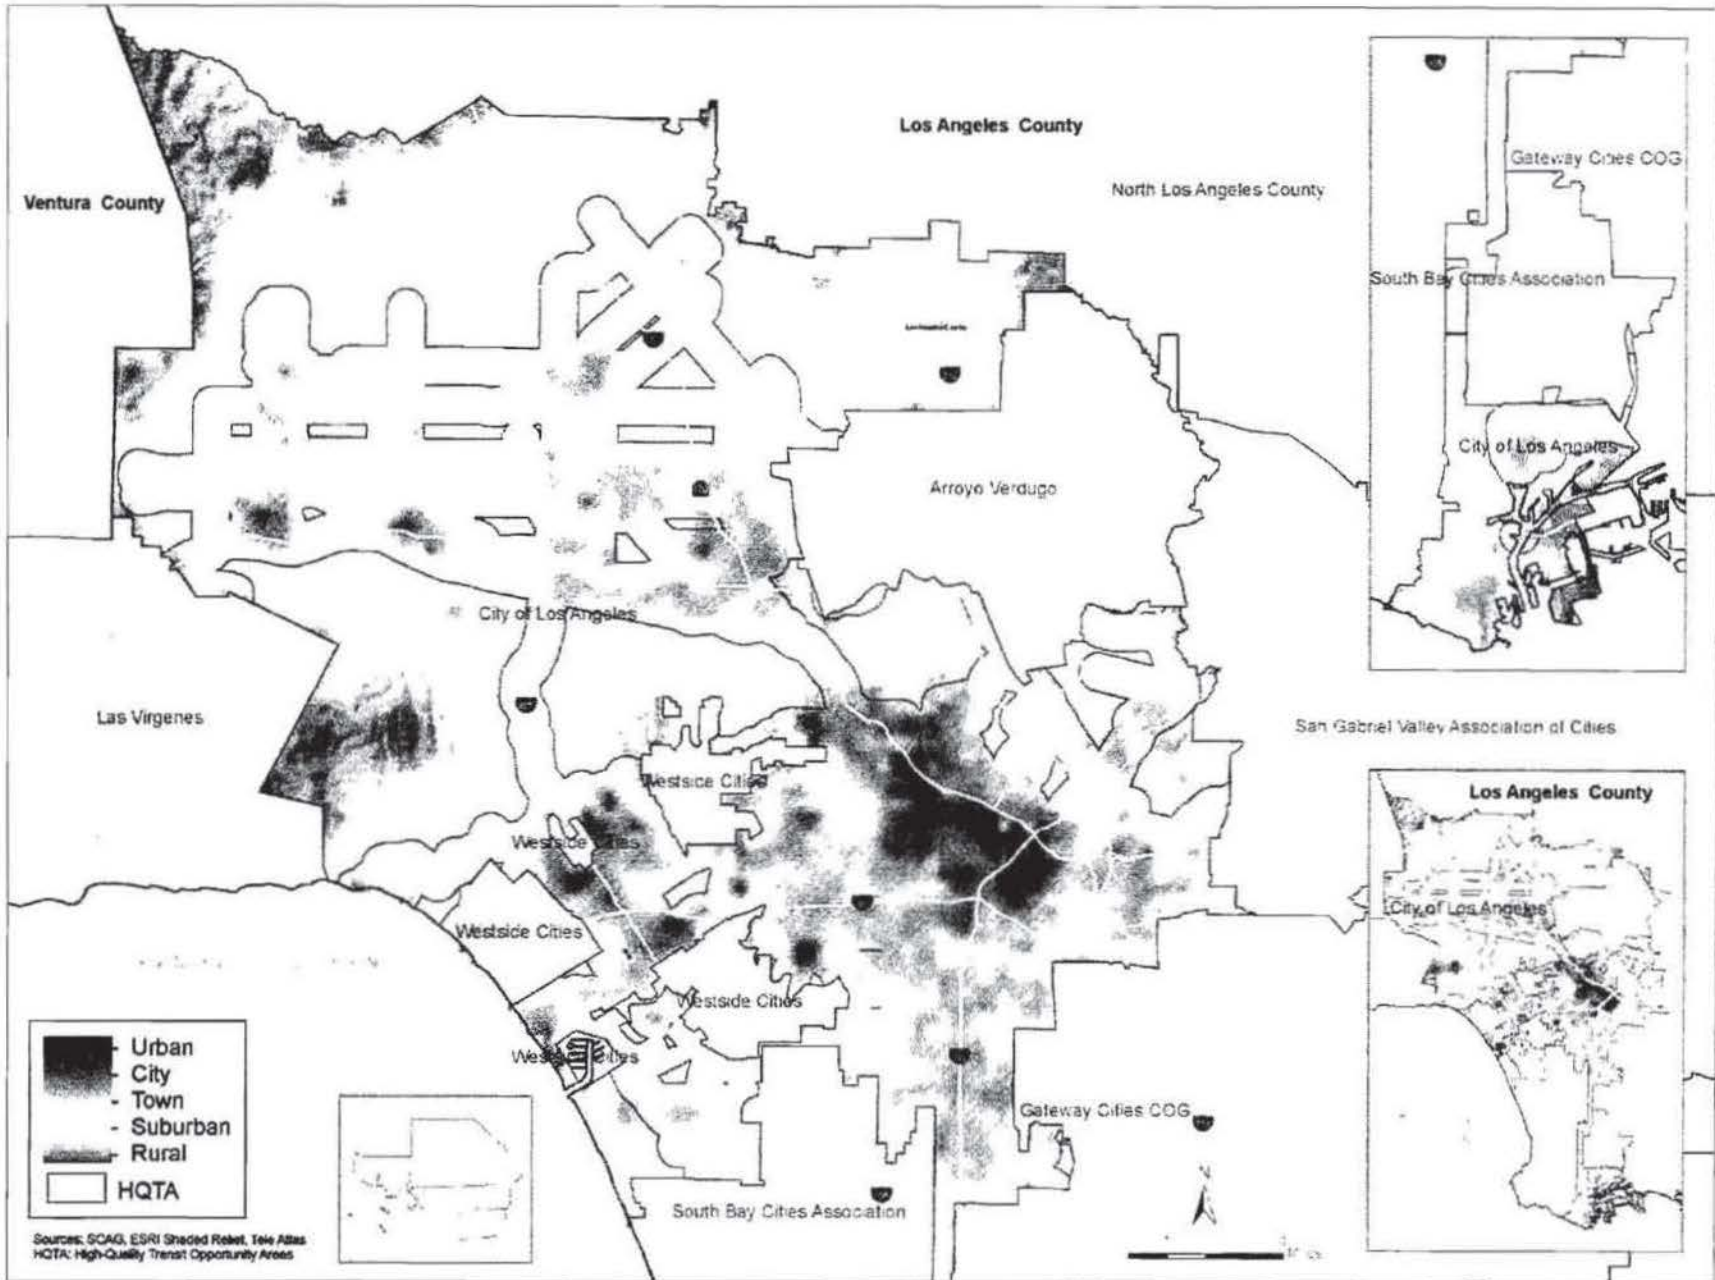 Los Angeles County
North Los Angeles County
Ventura County
Gateway Cities COG
South Bay Cities Association
City of Los Angeles
Arroyo Verdugo
City of Los Angeles
Las Virgenes
San Gabriel Valley Association of Cities
Westside Cities
Westside Cities
Westside Cities
Westside Cities
Westside Cities
Los Angeles County
City of Los Angeles
Gateway Cities COG
South Bay Cities Association
Urban
City
Town
Suburban
Rural
HQTA
Sources: SCAG, ESRI Shaded Relief, Tele Atlas
HQTA: High-Quality Transit Opportunity Areas